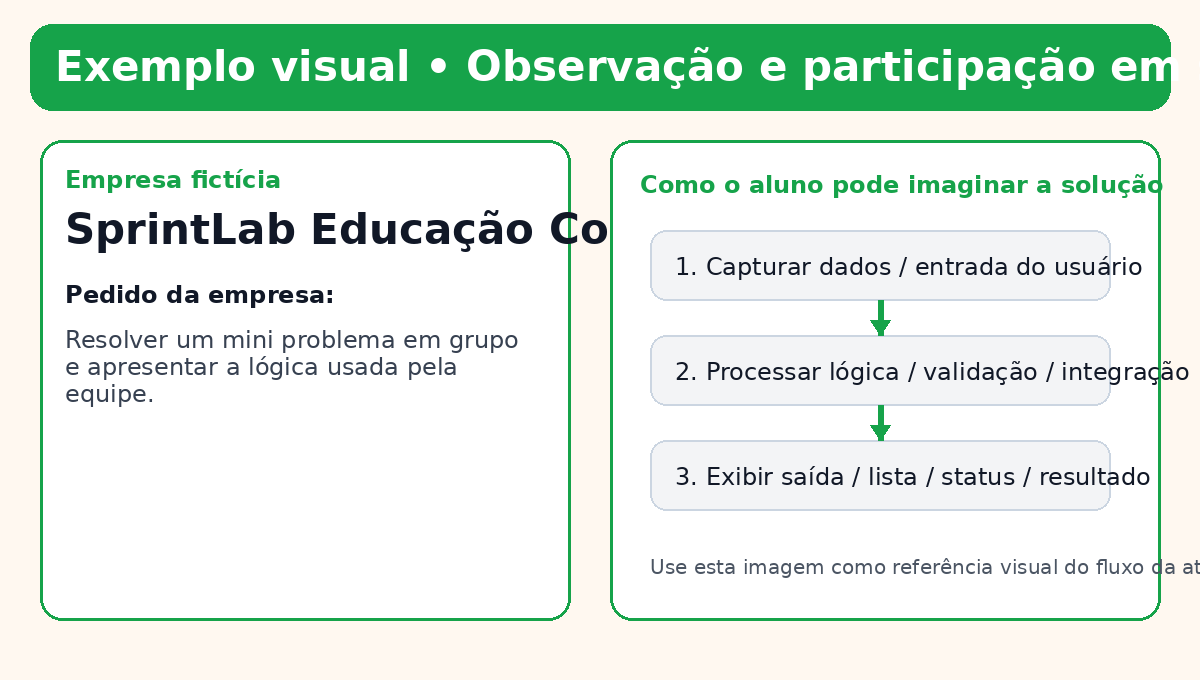 Exemplo visual • Observação e participação em
Empresa fictícia
SprintLab Educação Co
Pedido da empresa:
Resolver um mini problema em grupo
e apresentar a lógica usada pela
equipe.
Como o aluno pode imaginar a solução
1. Capturar dados / entrada do usuário
2. Processar lógica / validação / integração
3. Exibir saída / lista / status / resultado
Use esta imagem como referência visual do fluxo da at